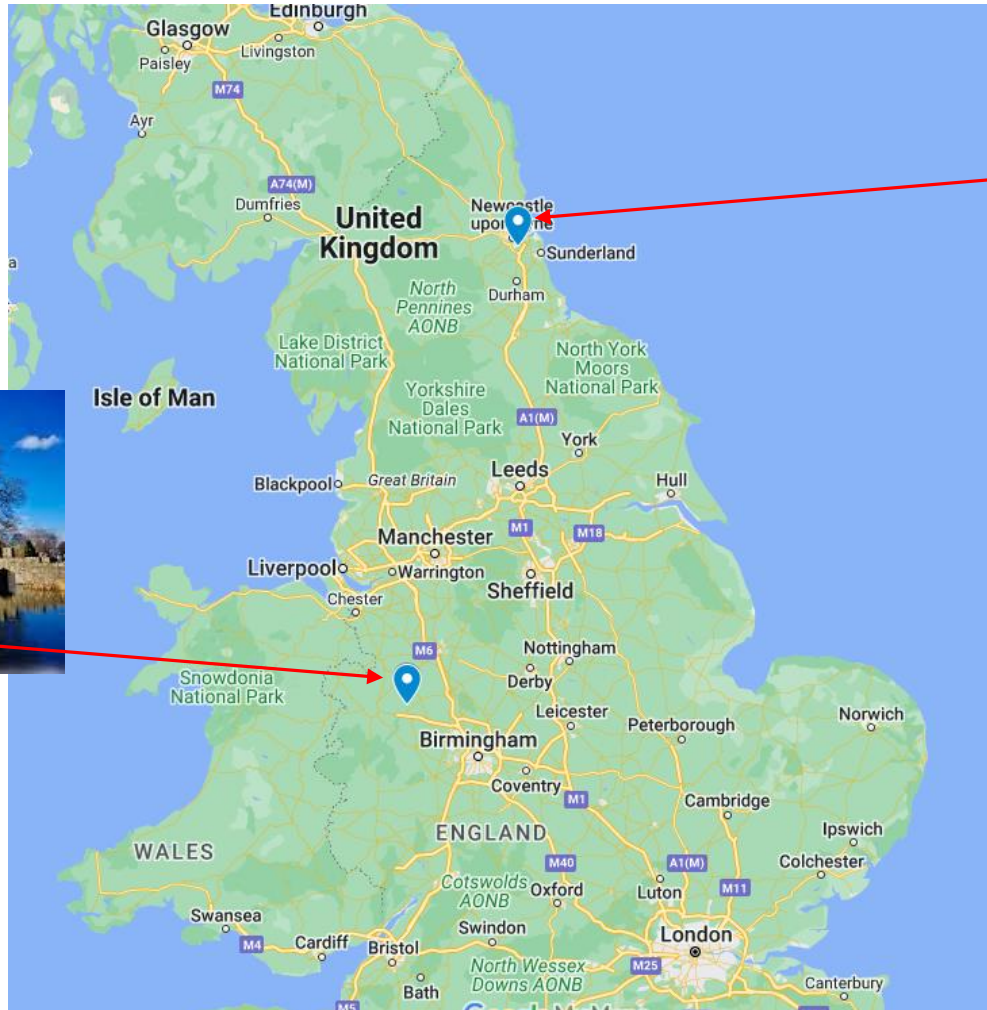 Edinburgh
Glasgow
Paisley
Livingston
M74
Ayr
A74(M)
Dumfries
United
Kingdom
Newcastle
Sunderland
Durham
North
Pennines
AONB
Lake District
National Park
North York
Moors
National Park
Isle of Man
Yorkshire
Dales
National Park
A1(M)
York
Leeds
Blackpool
Great Britain
Hull
M1
M18
Manchester
Liverpool
Warrington
Sheffield
Chester
M6
Nottingham
Snowdonia
National Park
Derby
Leicester
Peterborough
Norwich
Birmingham
Coventry
M1
Cambridge
ENGLAND
Ipswich
WALES
M40
A1(M)
Colchester
Cotswolds
AONB
Oxford
Luton
M11
Swansea
Swindon
London
M4
Cardiff
Bristol
North Wessex
Downs AONB
M25
Bath
Canterbury
M5